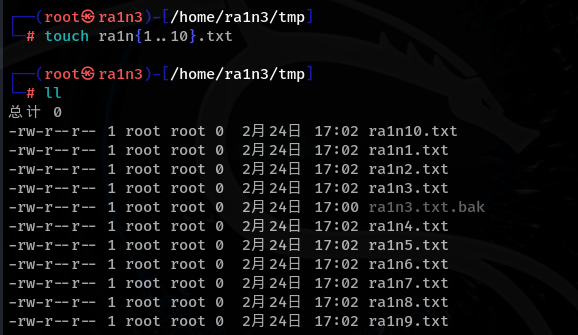 ┌──(root㉿ra1n3)-[/home/ra1n3/tmp]
└─# touch ra1n{1..10}.txt
┌──(root㉿ra1n3)-[/home/ra1n3/tmp]
└─# ll
总计 0
-rw-r--r-- 1 root root 0 2月24日 17:02 ra1n10.txt
-rw-r--r-- 1 root root 0 2月24日 17:02 ra1n1.txt
-rw-r--r-- 1 root root 0 2月24日 17:02 ra1n2.txt
-rw-r--r-- 1 root root 0 2月24日 17:02 ra1n3.txt
-rw-r--r-- 1 root root 0 2月24日 17:00 ra1n3.txt.bak
-rw-r--r-- 1 root root 0 2月24日 17:02 ra1n4.txt
-rw-r--r-- 1 root root 0 2月24日 17:02 ra1n5.txt
-rw-r--r-- 1 root root 0 2月24日 17:02 ra1n6.txt
-rw-r--r-- 1 root root 0 2月24日 17:02 ra1n7.txt
-rw-r--r-- 1 root root 0 2月24日 17:02 ra1n8.txt
-rw-r--r-- 1 root root 0 2月24日 17:02 ra1n9.txt